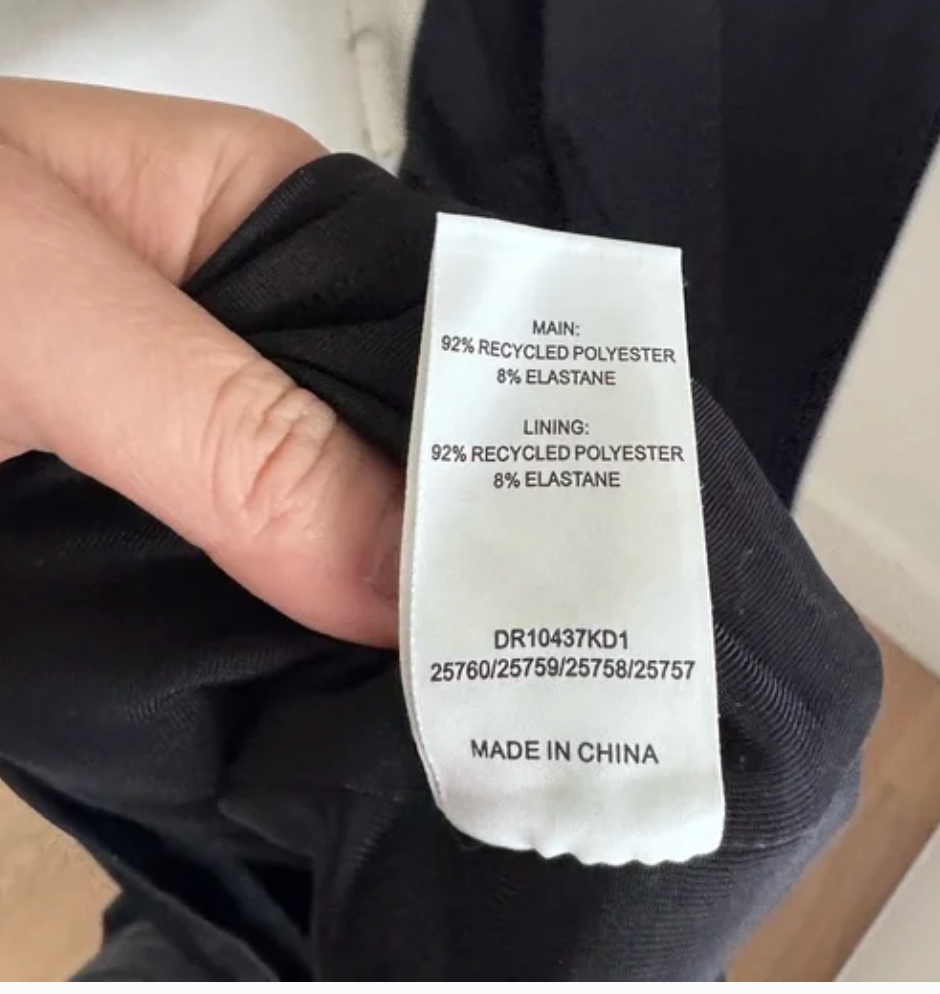 MAIN:
92% RECYCLED POLYESTER
8% ELASTANE
LINING:
92% RECYCLED POLYESTER
8% ELASTANE
DR10437KD1
25760/25759/25758/25757
MADE IN CHINA